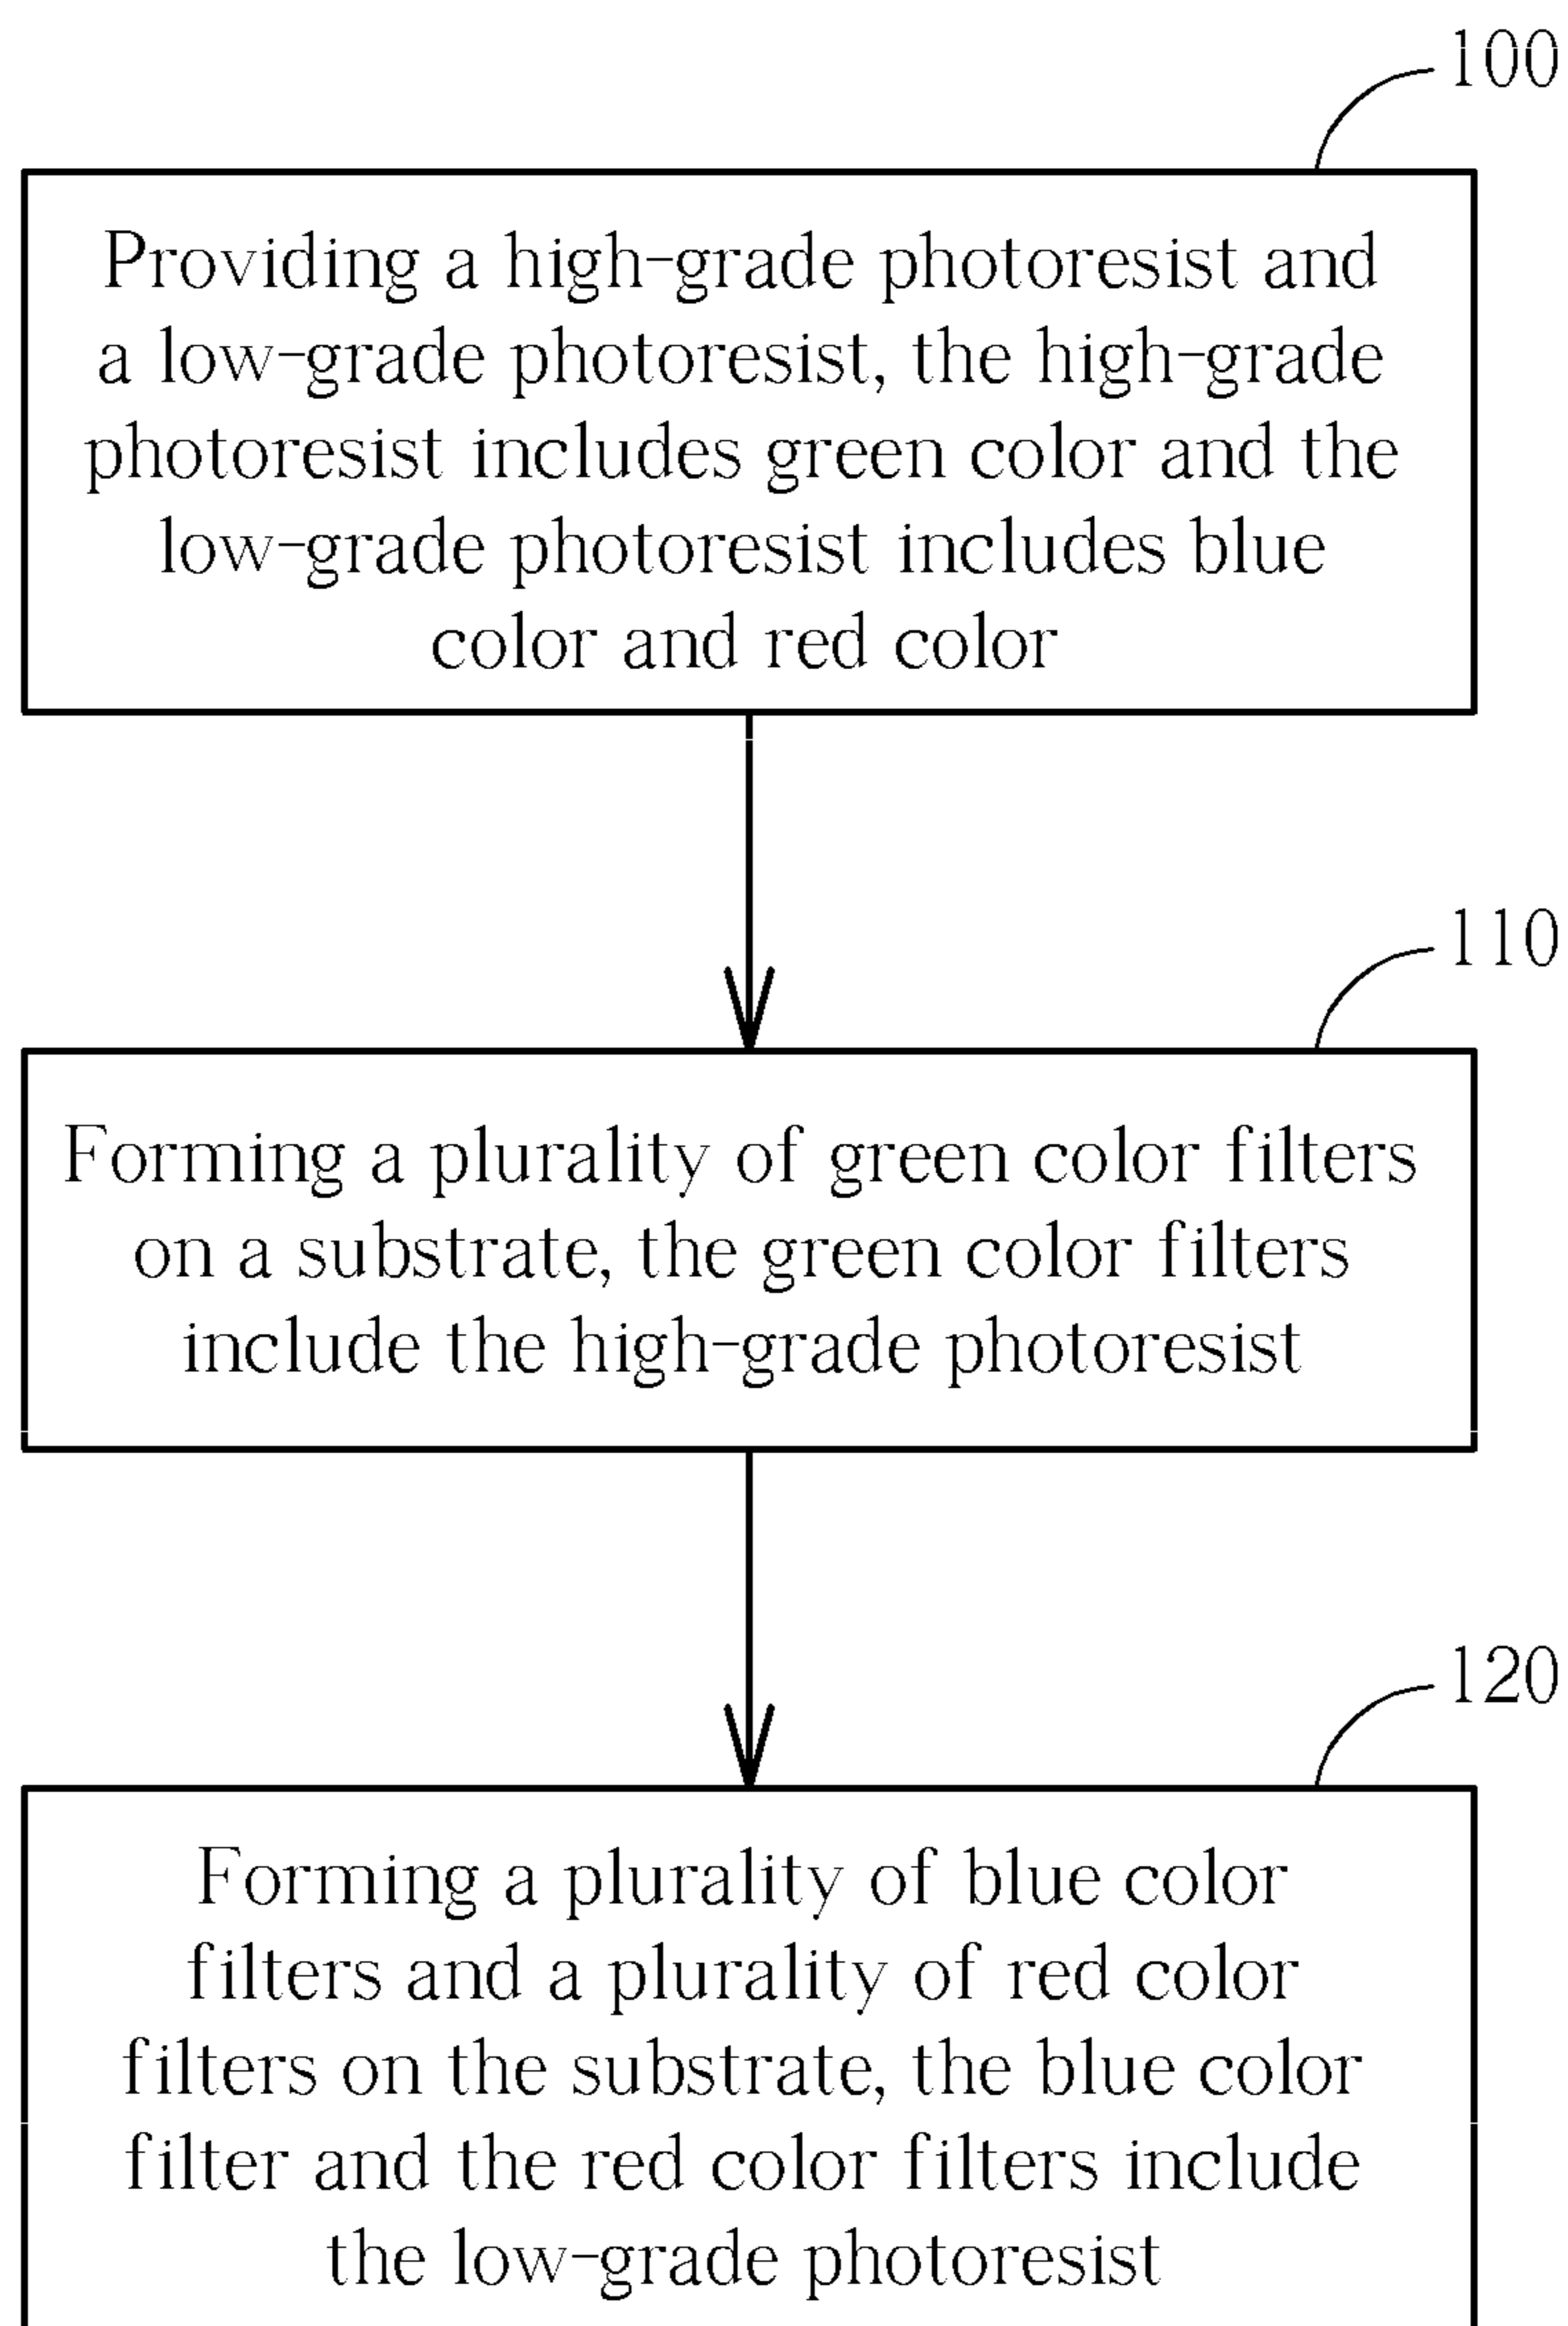 100
Providing a high-grade photoresist and
a low-grade photoresist, the high-grade
photoresist includes green color and the
low-grade photoresist includes blue
color and red color
110
Forming a plurality of green color filters
on a substrate, the green color filters
include the high-grade photoresist
120
Forming a plurality of blue color
filters and a plurality of red color
filters on the substrate, the blue color
filter and the red color filters include
the low-grade photoresist